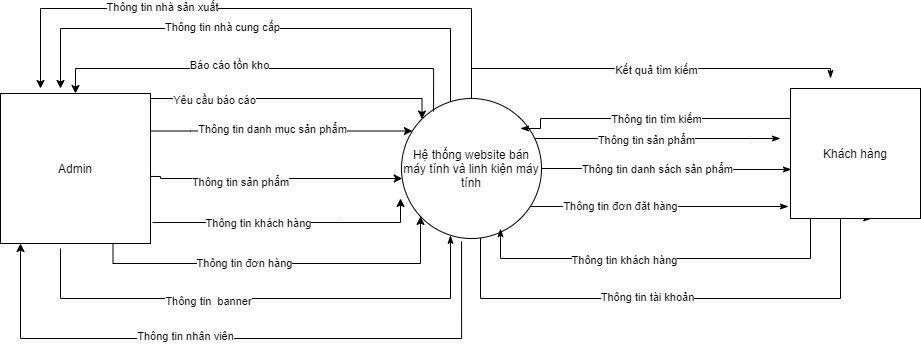 Thông tin nhà sản xuất
Thông tin nhà cung cấp
Báo cáo tồn kho
Kết quả tìm kiếm
Yêu cầu báo cáo
Thông tin tìm kiếm
Thông tin danh mục sản phẩm
Thông tin sản phẩm
Hệ thống website bán
máy tính và linh kiện máy
tính
Khách hàng
Admin
Thông tin danh sách sản phẩm
Thông tin sản phẩm
Thông tin đơn đặt hàng
Thông tin khách hàng
Thông tin đơn hàng
Thông tin khách hàng
Thông tin banner
Thông tin tài khoản
Thông tin nhân viên